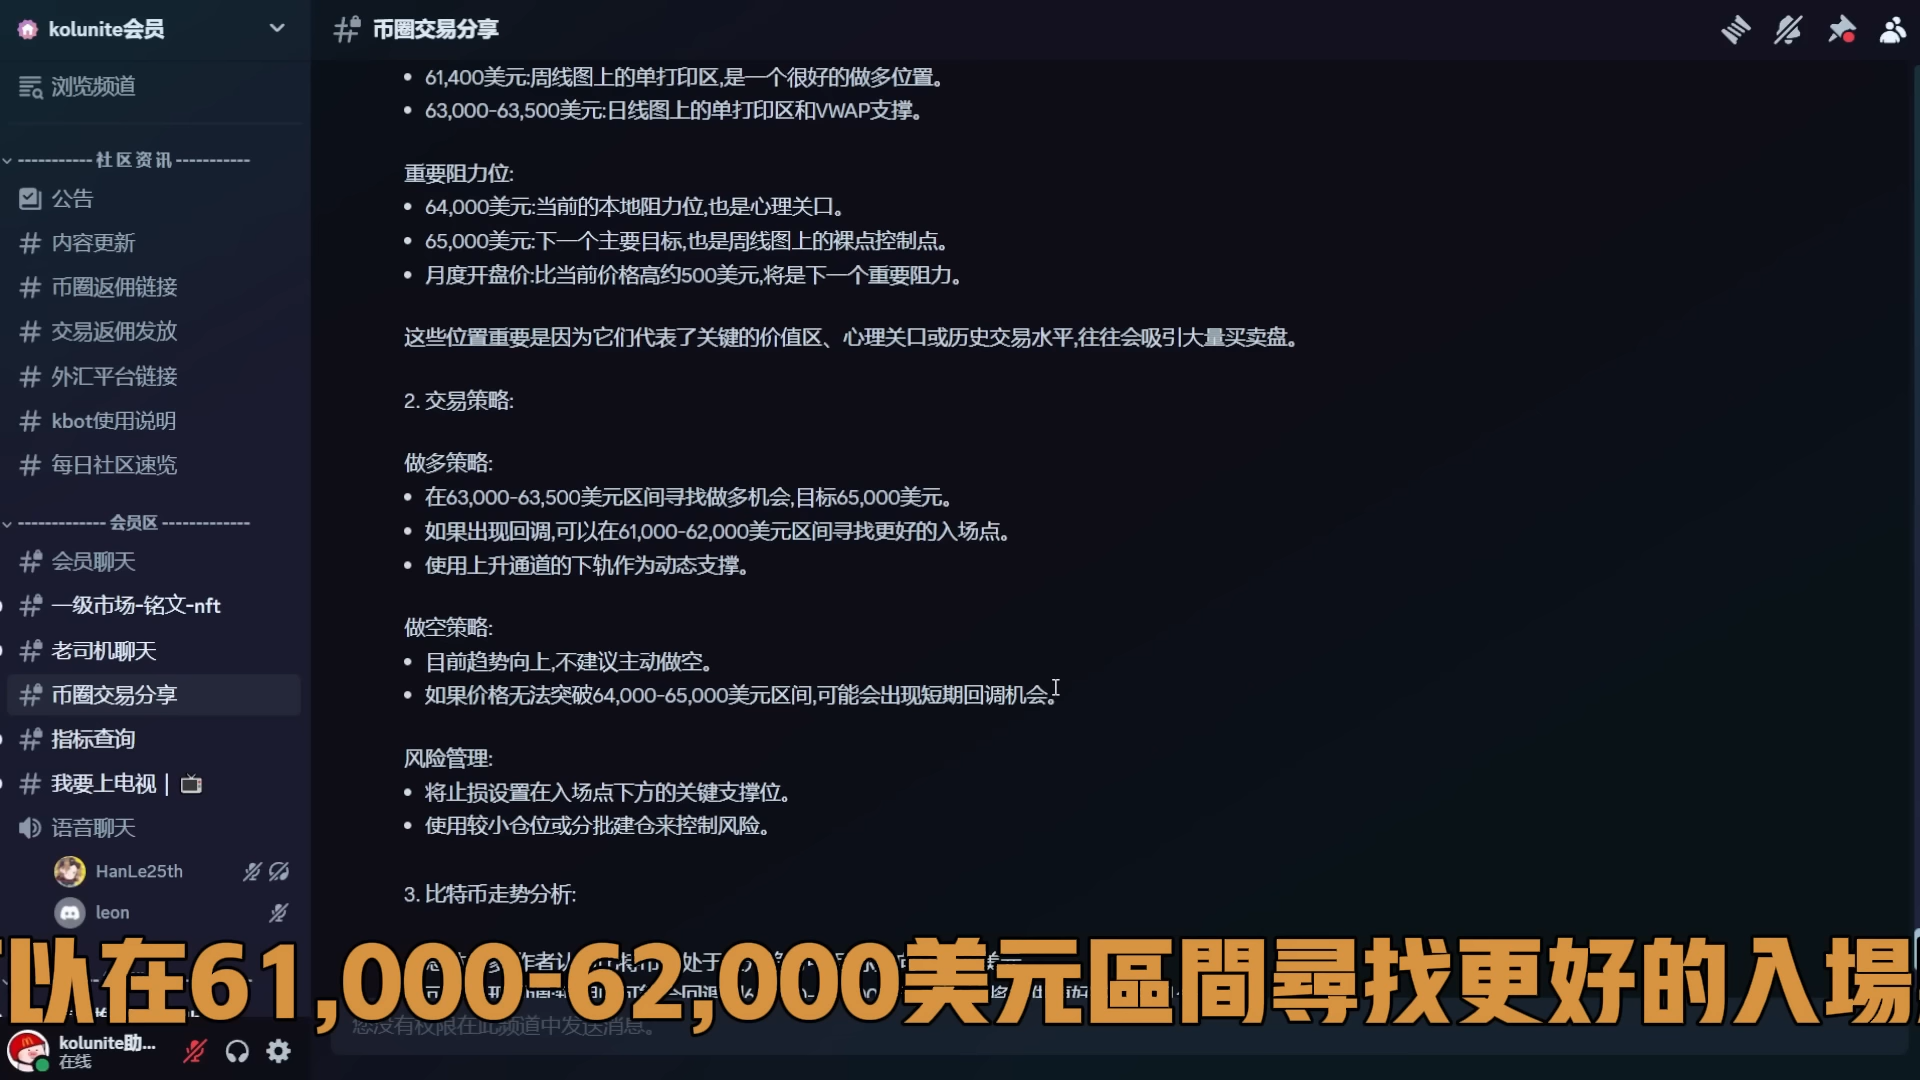 kolunite会员
币圈交易分享
浏览频道
-----------社区资讯-----------
公告
内容更新
币圈返佣链接
交易返佣发放
外汇平台链接
kbot使用说明
每日社区速览
-------------会员区-------------
会员聊天
一级市场-铭文-nft
老司机聊天
币圈交易分享
指标查询
我要上电视 |
语音聊天
HanLe25th
leon
kolunite助...
在线
• 61,400美元:周线图上的单打印区,是一个很好的做多位置。
• 63,000-63,500美元:日线图上的单打印区和VWAP支撑。
重要阻力位:
• 64,000美元:当前的本地阻力位,也是心理关口。
• 65,000美元:下一个主要目标,也是周线图上的裸点控制点。
• 月度开盘价:比当前价格高约500美元,将是下一个重要阻力。
这些位置重要是因为它们代表了关键的价值区、心理关口或历史交易水平,往往会吸引大量买卖盘。
2. 交易策略:
做多策略:
• 在63,000-63,500美元区间寻找做多机会,目标65,000美元。
• 如果出现回调,可以在61,000-62,000美元区间寻找更好的入场点。
• 使用上升通道的下轨作为动态支撑。
做空策略:
• 目前趋势向上,不建议主动做空。
• 如果价格无法突破64,000-65,000美元区间,可能会出现短期回调机会。
风险管理:
• 将止损设置在入场点下方的关键支撑位。
• 使用较小仓位或分批建仓来控制风险。
3. 比特币走势分析:
以在61,000-62,000美元區間尋找更好的入場
您没有权限在此频道中发送消息。